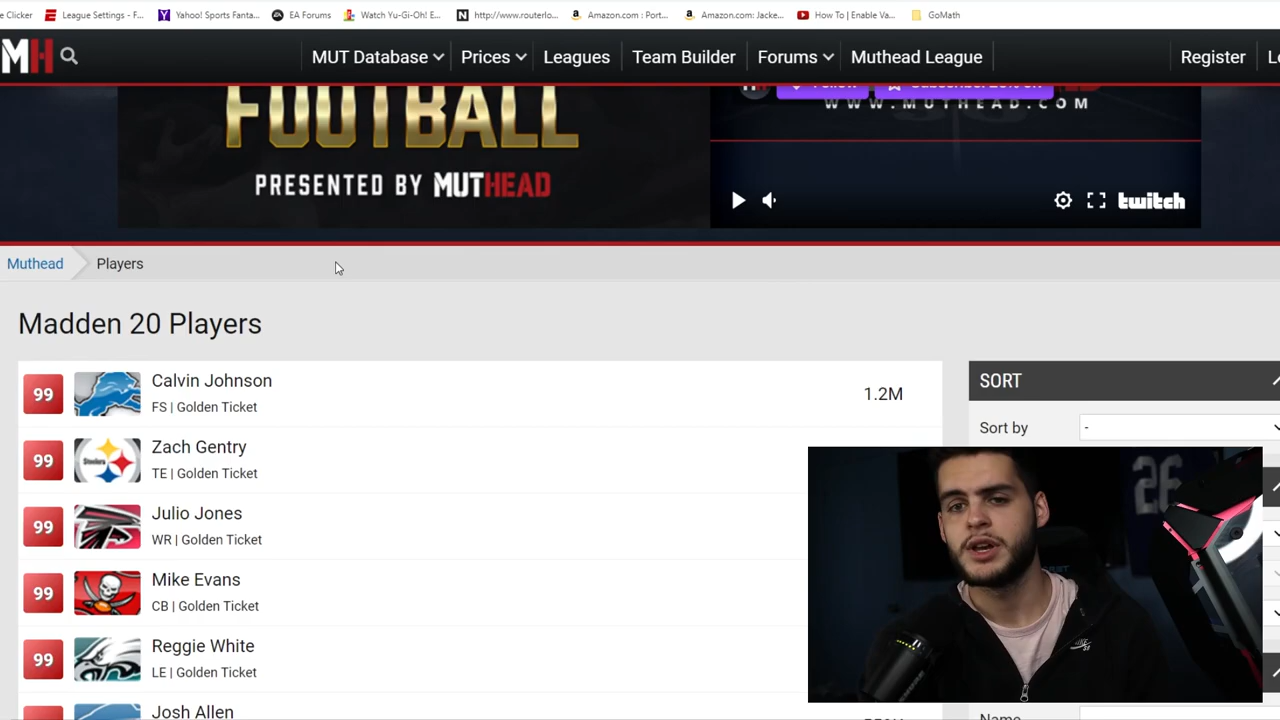 e Clicker
League Settings - F...
Yahoo! Sports Fanta...
EA Forums
Watch Yu-Gi-Oh! E...
http://www.routerlo...
Amazon.com : Port...
Amazon.com: Jacke...
How To | Enable Va...
GoMath
MH
MUT Database
Prices
Leagues
Team Builder
Forums
Muthead League
Register
FOOTBALL
PRESENTED BY MUTHEAD
WWW.MUTHEAD.COM
twitch
Muthead
Players
Madden 20 Players
99
Calvin Johnson
FS | Golden Ticket
1.2M
99
Zach Gentry
TE | Golden Ticket
99
Julio Jones
WR | Golden Ticket
99
Mike Evans
CB | Golden Ticket
99
Reggie White
LE | Golden Ticket
Josh Allen
SORT
Sort by
-
26